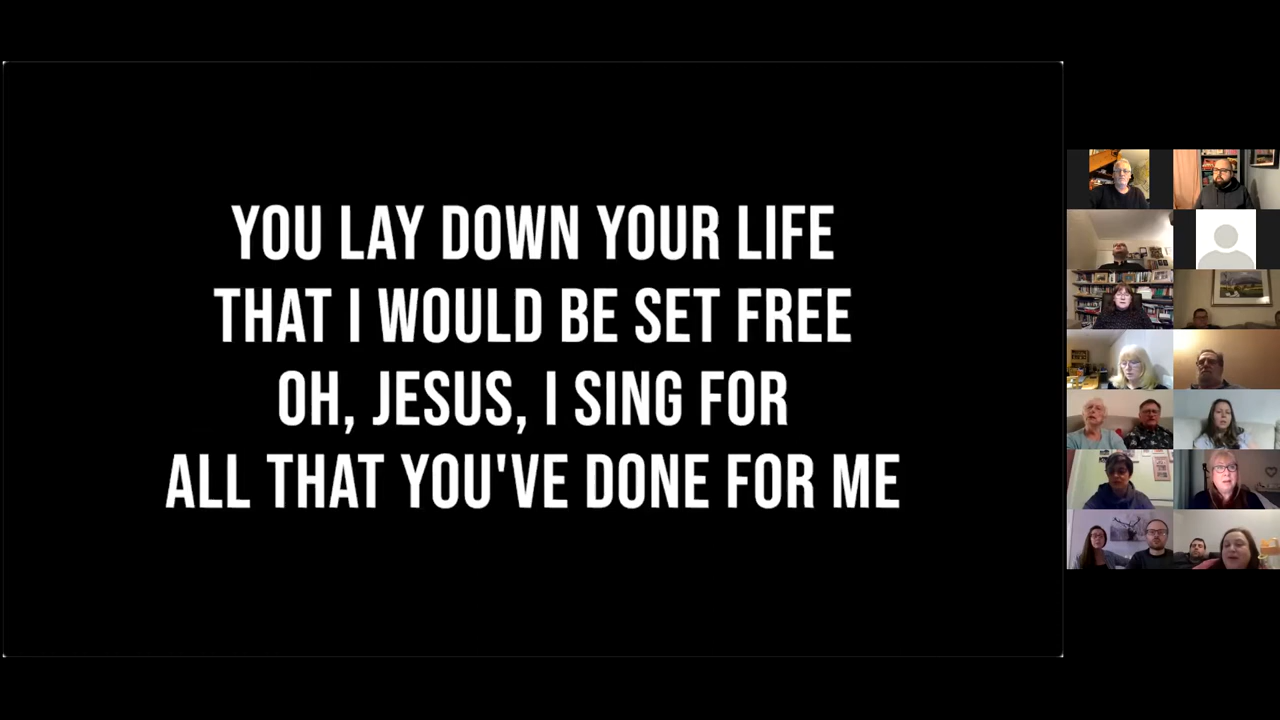 YOU LAY DOWN YOUR LIFE
THAT I WOULD BE SET FREE
OH, JESUS, I SING FOR
ALL THAT YOU'VE DONE FOR ME